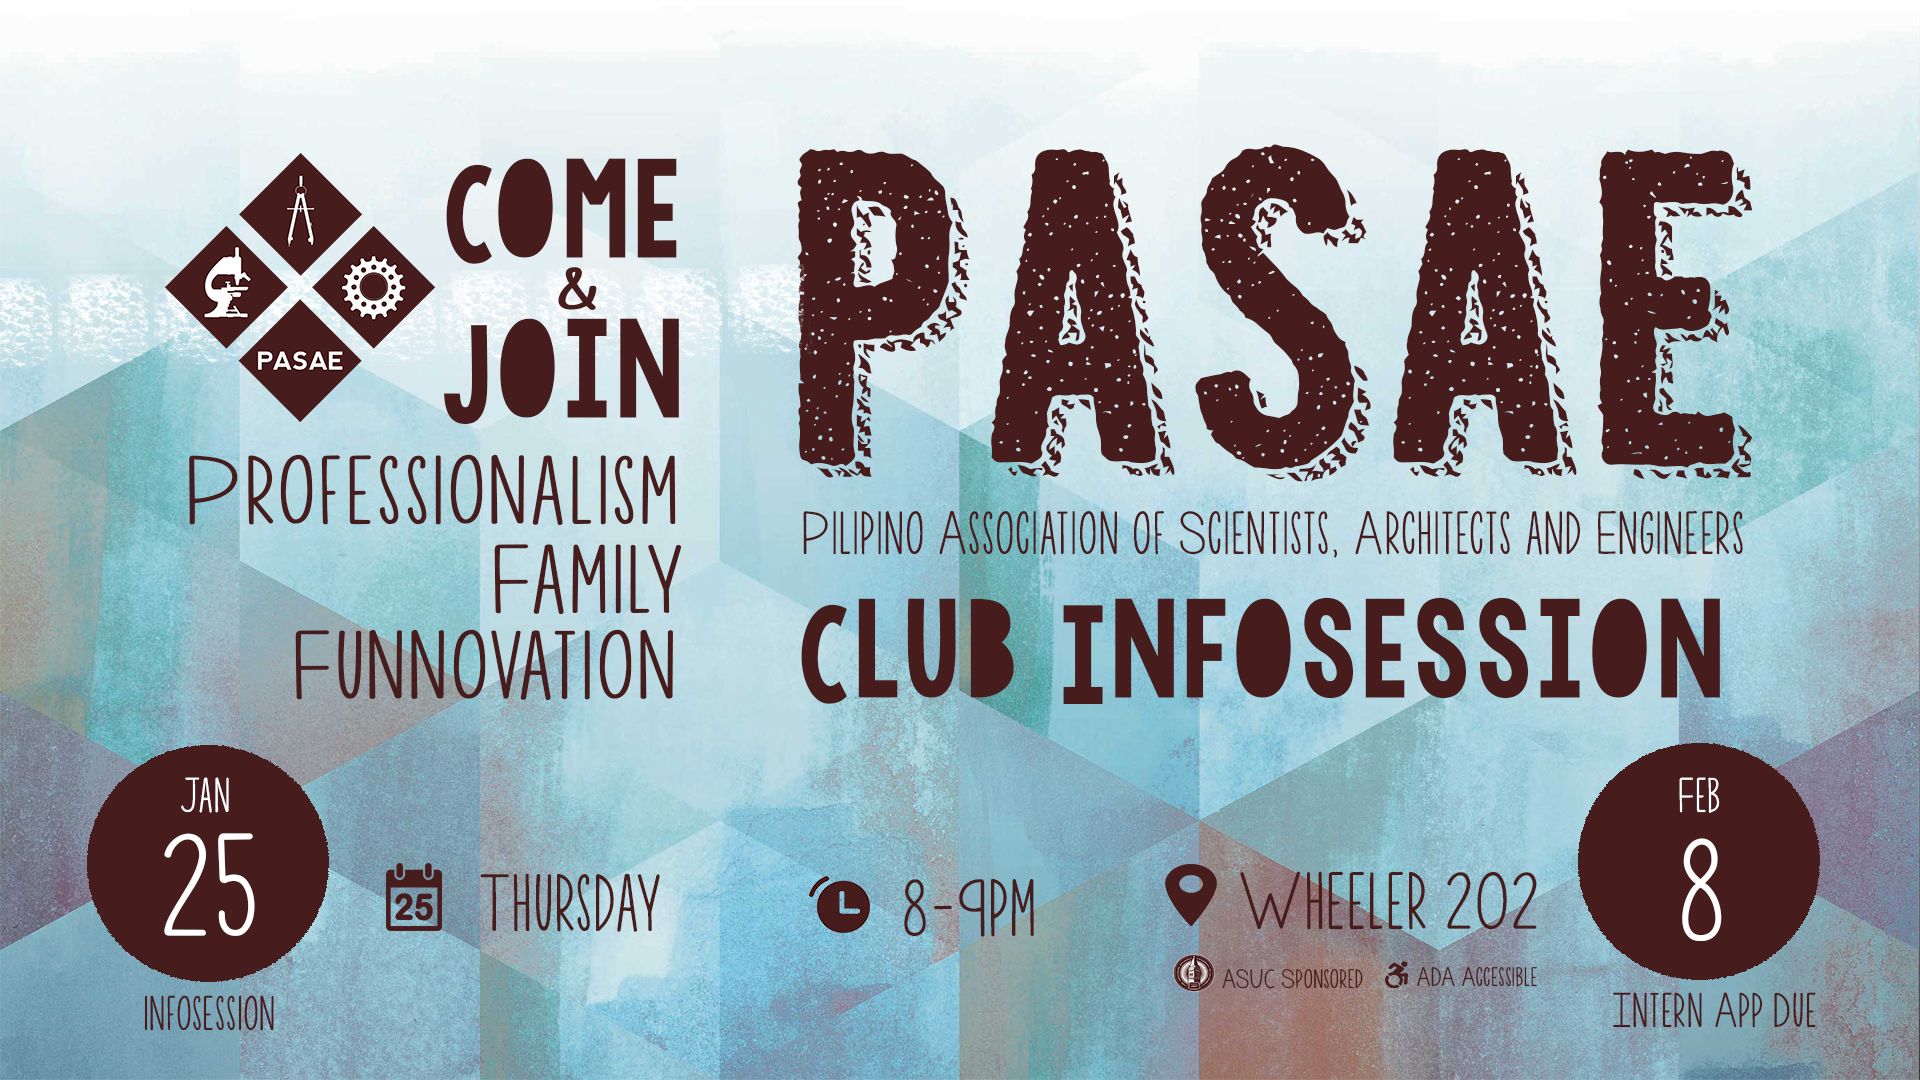 COME
&
JOIN
PASAE
PROFESSIONALISM
FAMILY
FUNNOVATION
PASAE
PILIPINO ASSOCIATION OF SCIENTISTS, ARCHITECTS AND ENGINEERS
CLUB INFOSESSION
JAN
25
INFOSESSION
25
THURSDAY
8-9PM
WHEELER 202
ASUC SPONSORED
ADA ACCESSIBLE
FEB
8
INTERN APP DUE